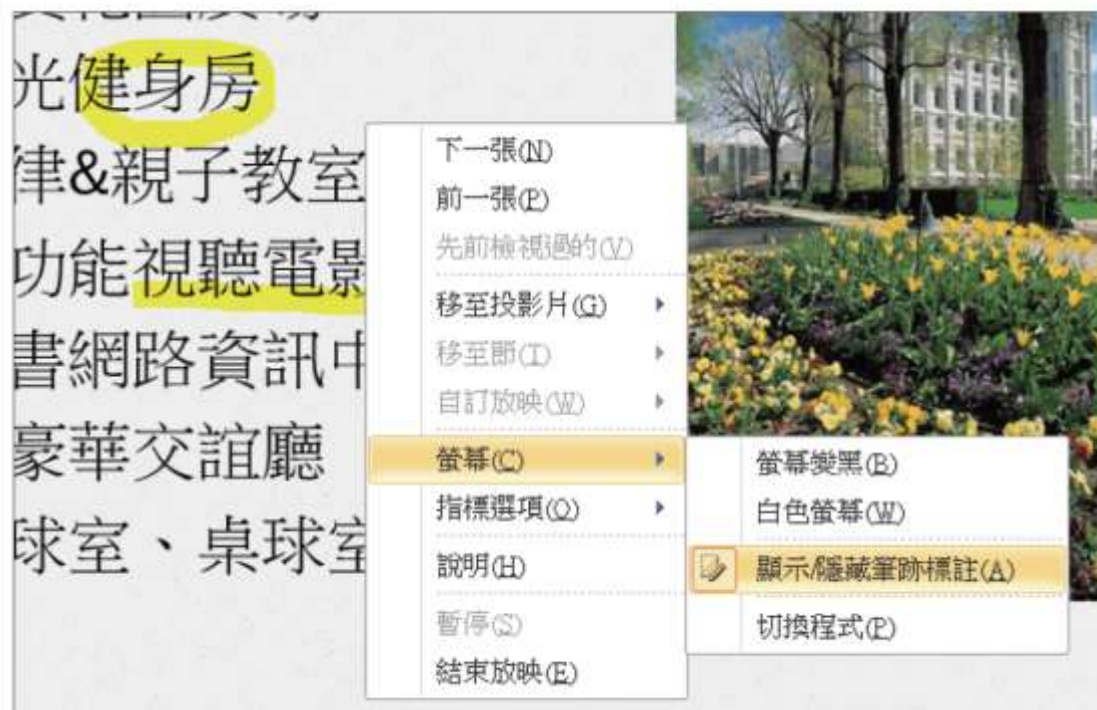 光健身房
律&親子教室
功能視聽電影
書網路資訊中
豪華交誼廳
球室、桌球室
下一張(N)
前一張(P)
先前檢視過的(V)
移至投影片(G)
移至節(T)
自訂放映(W)
螢幕(C)
指標選項(O)
說明(H)
暫停(S)
結束放映(E)
螢幕變黑(B)
白色螢幕(W)
顯示/隱藏筆跡標註(A)
切換程式(P)